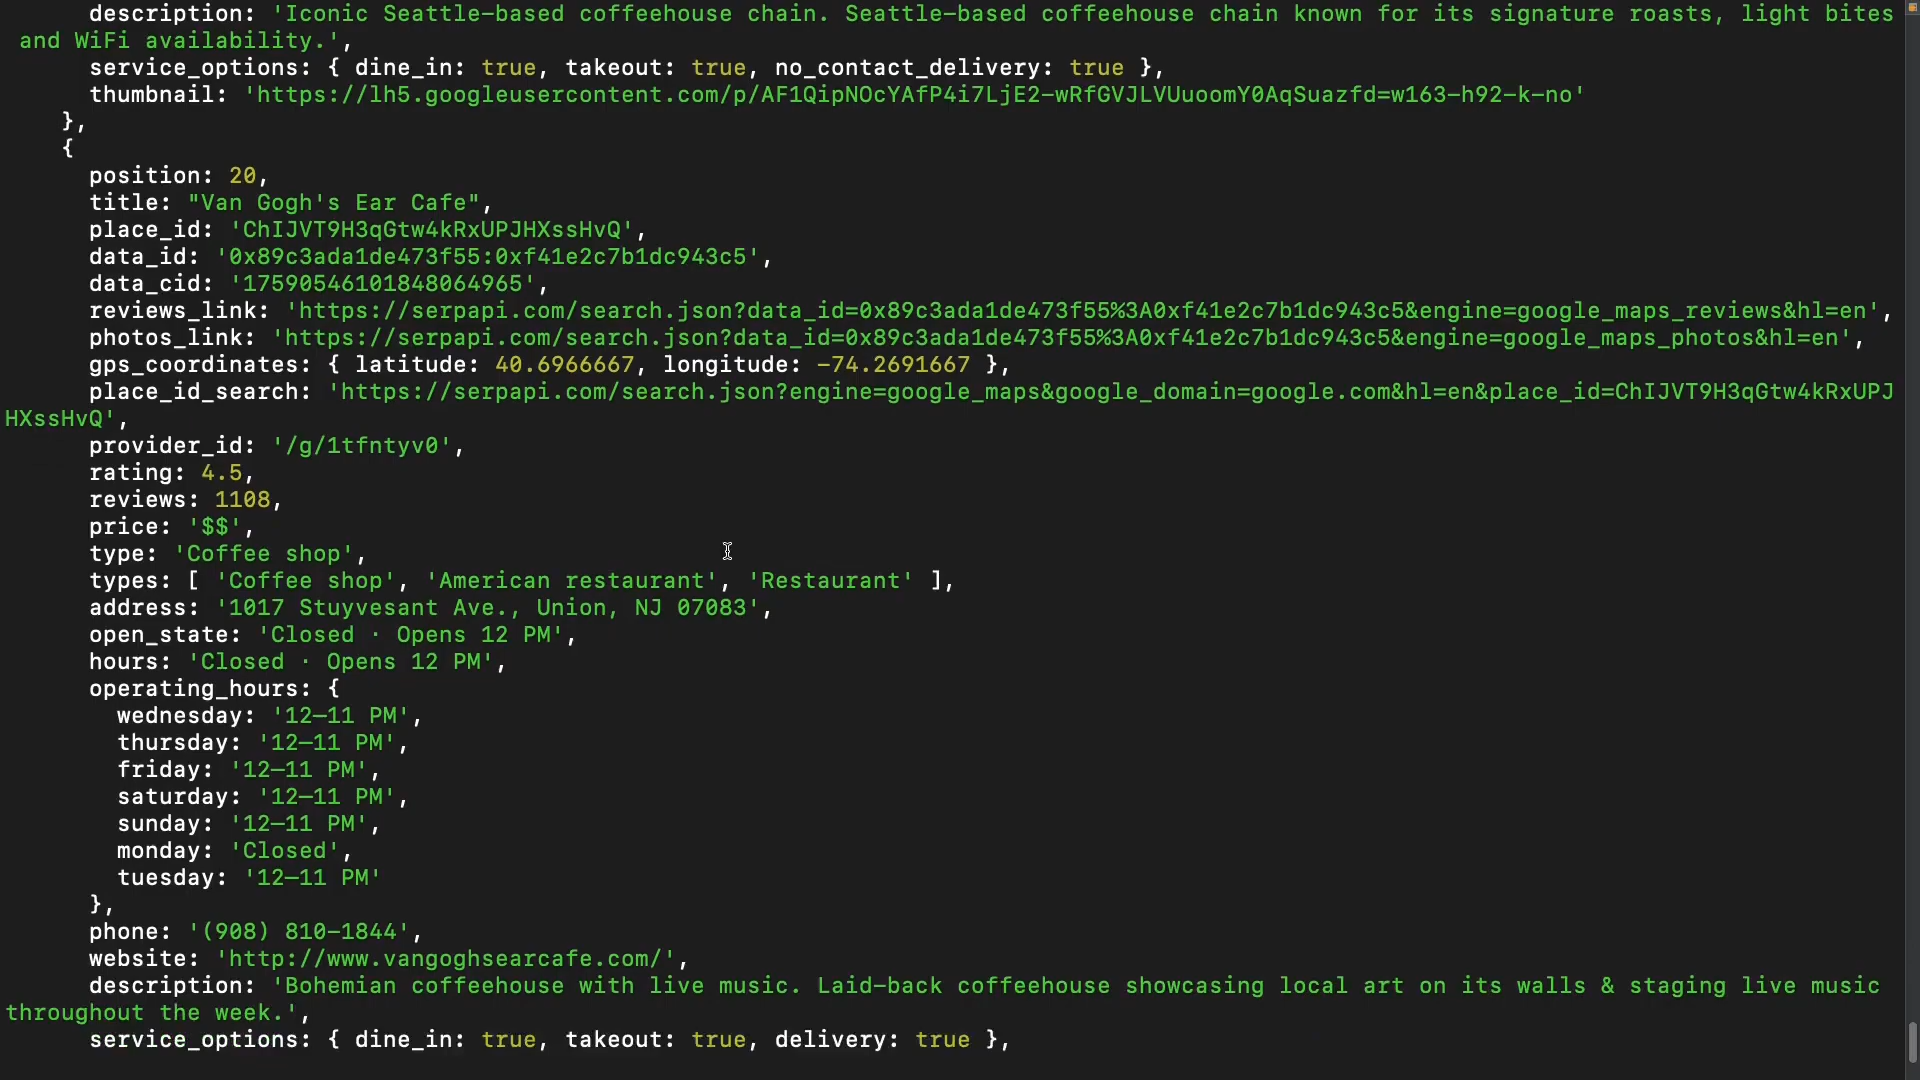 description: 'Iconic Seattle-based coffeehouse chain. Seattle-based coffeehouse chain known for its signature roasts, light bites
and WiFi availability.',
service_options: { dine_in: true, takeout: true, no_contact_delivery: true },
thumbnail: 'https://lh5.googleusercontent.com/p/AF1QipNOcYAfP4i7LjE2-wRfGVJLVUuoomY0AqSuazfd=w163-h92-k-no'
},
{
position: 20,
title: "Van Gogh's Ear Cafe",
place_id: 'ChIJVT9H3qGtw4kRxUPJHXssHvQ',
data_id: '0x89c3ada1de473f55:0xf41e2c7b1dc943c5',
data_cid: '17590546101848064965',
reviews_link: 'https://serpapi.com/search.json?data_id=0x89c3ada1de473f55%3A0xf41e2c7b1dc943c5&engine=google_maps_reviews&hl=en',
photos_link: 'https://serpapi.com/search.json?data_id=0x89c3ada1de473f55%3A0xf41e2c7b1dc943c5&engine=google_maps_photos&hl=en',
gps_coordinates: { latitude: 40.6966667, longitude: -74.2691667 },
place_id_search: 'https://serpapi.com/search.json?engine=google_maps&google_domain=google.com&hl=en&place_id=ChIJVT9H3qGtw4kRxUPJ
HXssHvQ',
provider_id: '/g/1tfntyv0',
rating: 4.5,
reviews: 1108,
price: '$$',
type: 'Coffee shop',
types: [ 'Coffee shop', 'American restaurant', 'Restaurant' ],
address: '1017 Stuyvesant Ave., Union, NJ 07083',
open_state: 'Closed · Opens 12 PM',
hours: 'Closed · Opens 12 PM',
operating_hours: {
wednesday: '12–11 PM',
thursday: '12–11 PM',
friday: '12–11 PM',
saturday: '12–11 PM',
sunday: '12–11 PM',
monday: 'Closed',
tuesday: '12–11 PM'
},
phone: '(908) 810-1844',
website: 'http://www.vangoghsearcafe.com/',
description: 'Bohemian coffeehouse with live music. Laid-back coffeehouse showcasing local art on its walls & staging live music
throughout the week.',
service_options: { dine_in: true, takeout: true, delivery: true },